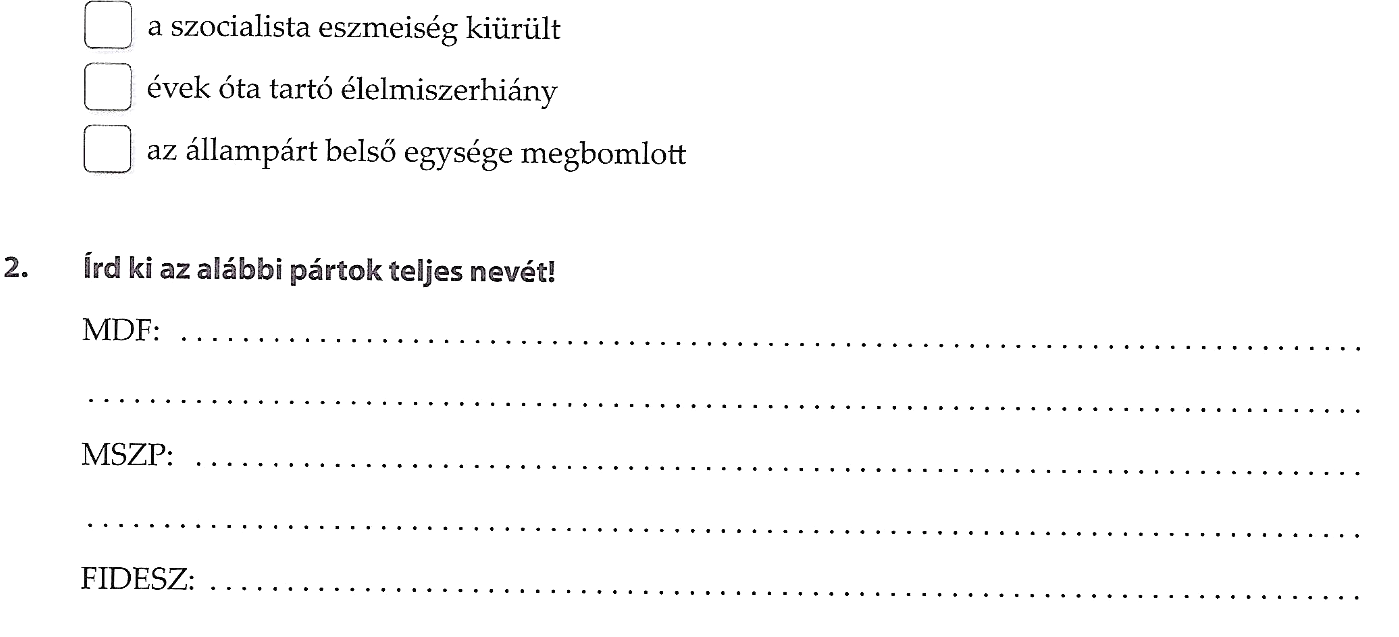 a szocialista eszmeiség kiürült
évek óta tartó élelmiszerhiány
az állampárt belső egysége megbomlott
2. Írd ki az alábbi pártok teljes nevét!
MDF: ..........................................................................
..........................................................................
MSZP: ..........................................................................
..........................................................................
FIDESZ: ..........................................................................